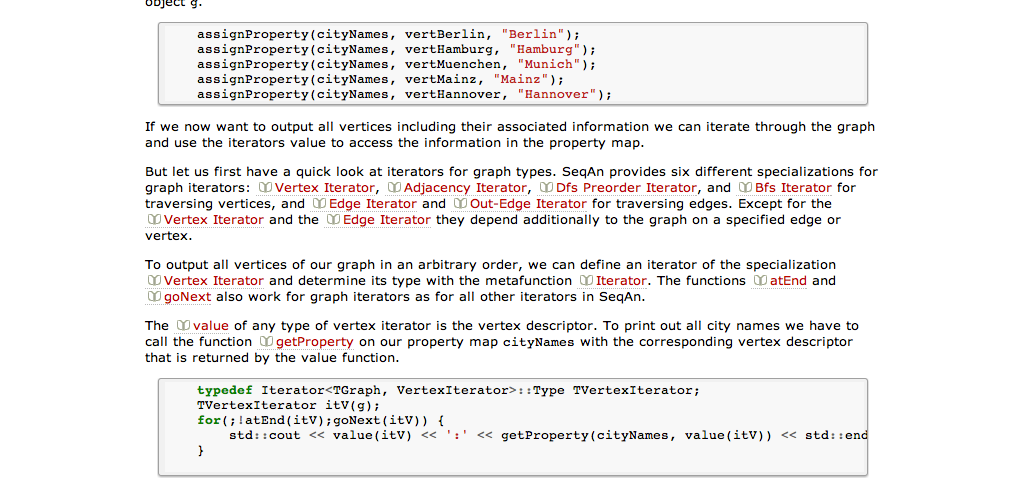 object g.
assignProperty(cityNames, vertBerlin, "Berlin");
assignProperty(cityNames, vertHamburg, "Hamburg");
assignProperty(cityNames, vertMuenchen, "Munich");
assignProperty(cityNames, vertMainz, "Mainz");
assignProperty(cityNames, vertHannover, "Hannover");
If we now want to output all vertices including their associated information we can iterate through the graph
and use the iterators value to access the information in the property map.
But let us first have a quick look at iterators for graph types. SeqAn provides six different specializations for
graph iterators: Vertex Iterator, Adjacency Iterator, Dfs Preorder Iterator, and Bfs Iterator for
traversing vertices, and Edge Iterator and Out-Edge Iterator for traversing edges. Except for the
Vertex Iterator and the Edge Iterator they depend additionally to the graph on a specified edge or
vertex.
To output all vertices of our graph in an arbitrary order, we can define an iterator of the specialization
Vertex Iterator and determine its type with the metafunction Iterator. The functions atEnd and
goNext also work for graph iterators as for all other iterators in SeqAn.
The value of any type of vertex iterator is the vertex descriptor. To print out all city names we have to
call the function getProperty on our property map cityNames with the corresponding vertex descriptor
that is returned by the value function.
typedef Iterator<TGraph, VertexIterator>::Type TVertexIterator;
TVertexIterator itV(g);
for(;!atEnd(itV);goNext(itV)) {
std::cout << value(itV) << ':' << getProperty(cityNames, value(itV)) << std::end
}